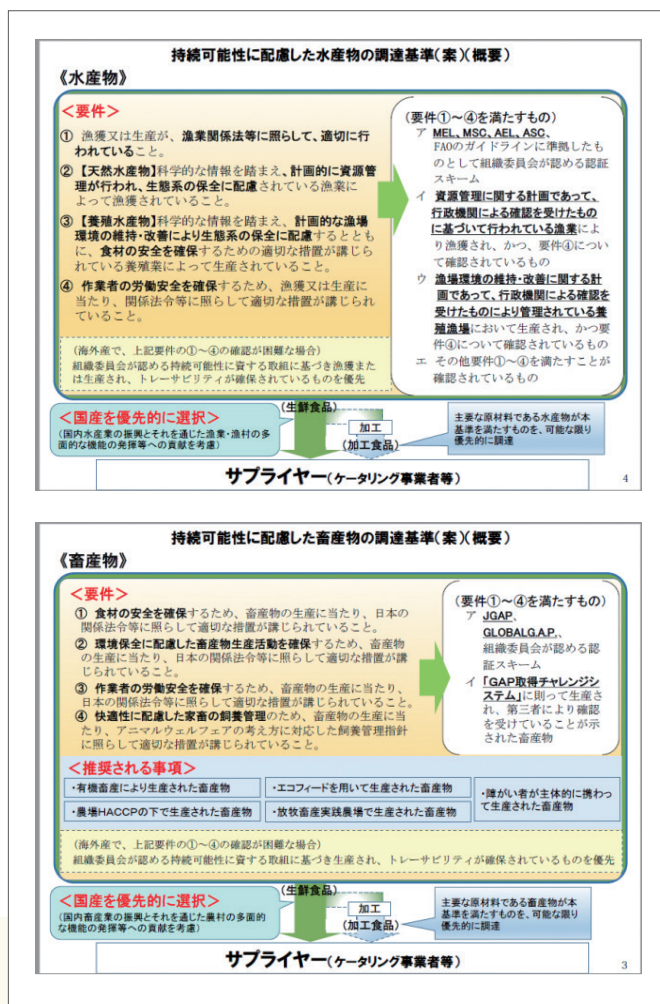 持続可能性に配慮した水産物の調達基準(案)(概要)
《水産物》
＜要件＞
① 漁獲又は生産が、漁業関係法等に照らして、適切に行
われていること。
② 【天然水産物】科学的な情報を踏まえ、計画的に資源管
理が行われ、生態系の保全に配慮されている漁業によ
って漁獲されていること。
③ 【養殖水産物】科学的な情報を踏まえ、計画的な漁場
環境の維持・改善により生態系の保全に配慮するととも
に、食材の安全を確保するための適切な措置が講じら
れている養殖業によって生産されていること。
④ 作業者の労働安全を確保するため、漁獲又は生産に
当たり、関係法令等に照らして適切な措置が講じられ
ていること。
(海外産で、上記要件の①～④の確認が困難な場合)
組織委員会が認める持続可能性に資する取組に基づき漁獲また
は生産され、トレーサビリティが確保されているものを優先
(要件①～④を満たすもの)
ア MEL、MSC、AEL、ASC、
FAOのガイドラインに準拠したも
のとして組織委員会が認める認証
スキーム
イ 資源管理に関する計画であって、
行政機関による確認を受けたもの
に基づいて行われている漁業によ
り漁獲され、かつ、要件④につい
て確認されているもの
ウ 漁場環境の維持・改善に関する計
画であって、行政機関による確認を
受けたものにより管理されている養
殖漁場において生産され、かつ要
件④について確認されているもの
エ その他要件①～④を満たすことが
確認されているもの
＜国産を優先的に選択＞
(国内水産業の振興とそれを通じた漁業・漁村の多
面的な機能の発揮等への貢献を考慮)
(生鮮食品)
加工
(加工食品)
主要な原材料である水産物が本
基準を満たすものを、可能な限り
優先的に調達
サプライヤー(ケータリング事業者等)
4
持続可能性に配慮した畜産物の調達基準(案)(概要)
《畜産物》
＜要件＞
① 食材の安全を確保するため、畜産物の生産に当たり、日本の
関係法令等に照らして適切な措置が講じられていること。
② 環境保全に配慮した畜産物生産活動を確保するため、畜産物
の生産に当たり、日本の関係法令等に照らして適切な措置が講
じられていること。
③ 作業者の労働安全を確保するため、畜産物の生産に当たり、
日本の関係法令等に照らして適切な措置が講じられていること。
④ 快適性に配慮した家畜の飼養管理のため、畜産物の生産に当
たり、アニマルウェルフェアの考え方に対応した飼養管理指針
に照らして適切な措置が講じられていること。
(要件①～④を満たすもの)
ア JGAP、
GLOBALG.A.P.、
組織委員会が認める認
証スキーム
イ 「GAP取得チャレンジシ
ステム」に則って生産さ
れ、第三者により確認
を受けていることが示
された畜産物
＜推奨される事項＞
・有機畜産により生産された畜産物
・エコフィードを用いて生産された畜産物
・障がい者が主体的に携わっ
て生産された畜産物
・農場HACCPの下で生産された畜産物
・放牧畜産実践農場で生産された畜産物
(海外産で、上記要件の①～④の確認が困難な場合)
組織委員会が認める持続可能性に資する取組に基づき生産され、トレーサビリティが確保されているものを優先
＜国産を優先的に選択＞
(国内畜産業の振興とそれを通じた農村の多面的
な機能の発揮等への貢献を考慮)
(生鮮食品)
加工
(加工食品)
主要な原材料である畜産物が本
基準を満たすものを、可能な限り
優先的に調達
サプライヤー(ケータリング事業者等)
3